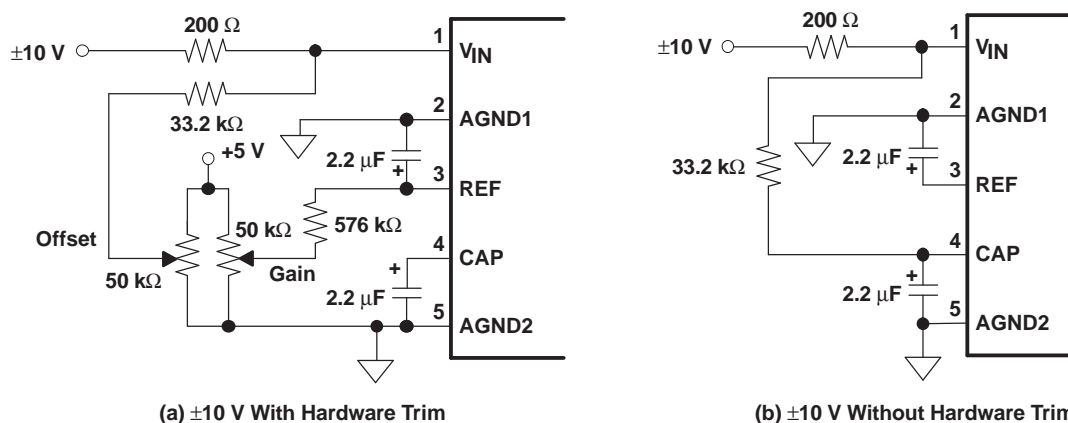 200 Ω
±10 V
1
V_IN
33.2 kΩ
2
AGND1
+5 V
2.2 μF
+
3
REF
576 kΩ
Offset
50 kΩ
50 kΩ
Gain
4
CAP
+
2.2 μF
5
AGND2
(a) ±10 V With Hardware Trim
200 Ω
±10 V
1
V_IN
2
AGND1
33.2 kΩ
2.2 μF
+
3
REF
4
CAP
+
2.2 μF
5
AGND2
(b) ±10 V Without Hardware Trim